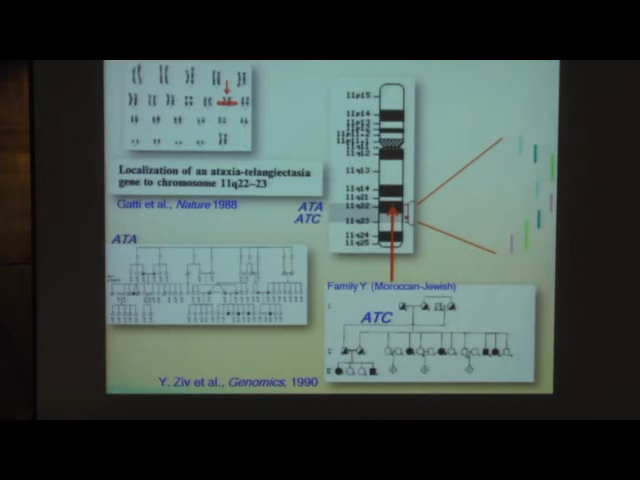 Localization of an ataxia-telangiectasia
gene to chromosome 11q22–23
Gatti et al., Nature 1988
ATA
ATC
11p15
11p14
11q12
11q13
11q14
11q21
11q22
11q23
11q24
11q25
ATA
Family Y. (Moroccan-Jewish)
ATC
Y. Ziv et al., Genomics, 1990